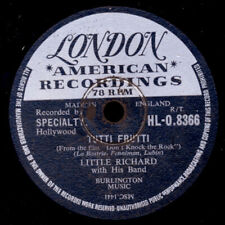 LONDON
AMERICAN
RECORDINGS
78 RPM
MADE IN ENGLAND
Recorded by
SPECIALTY
Hollywood
R/T.
HL-O.8366
TUTTI FRUTTI
(From the film "Don't Knock the Rock")
(La Bostrie, Penniman, Lubin)
LITTLE RICHARD
with His Band
BURLINGTON
MUSIC